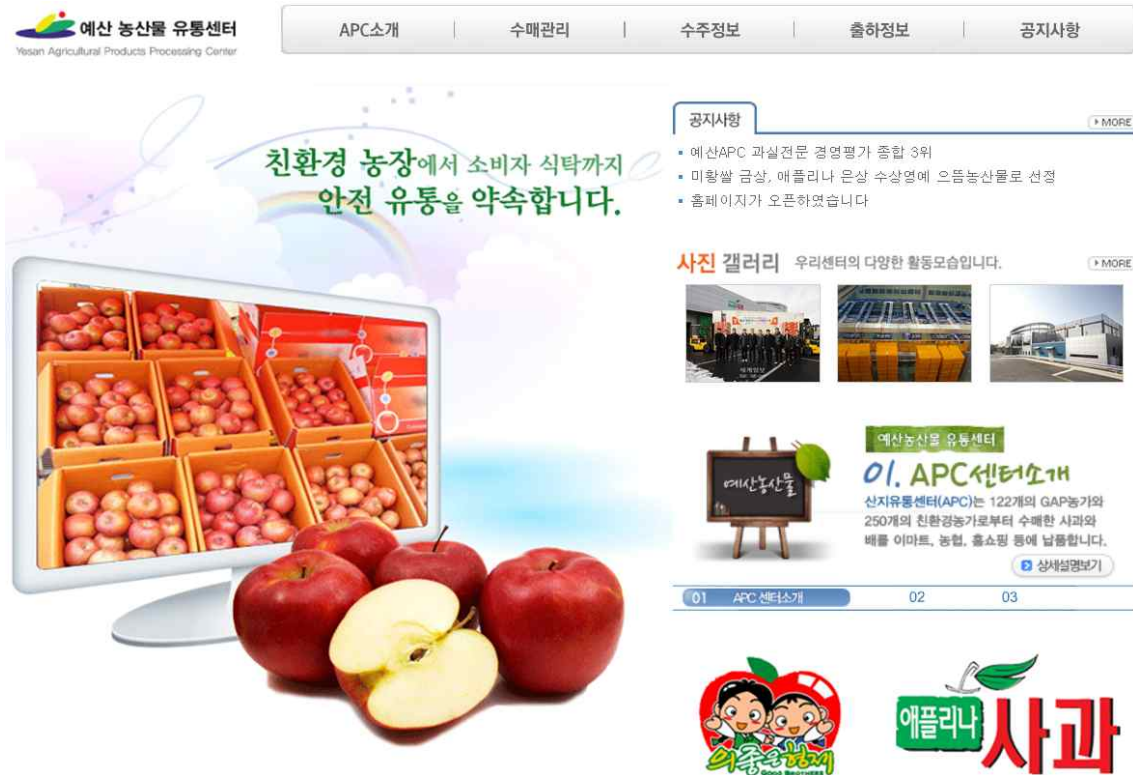 예산 농산물 유통센터
Yesan Agricultural Products Processing Center
APC소개
수매관리
수주정보
출하정보
공지사항
친환경 농장에서 소비자 식탁까지
안전 유통을 약속합니다.
공지사항
MORE
예산APC 과실전문 경영평가 종합 3위
미황쌀 금상, 애플리나 은상 수상영예 으뜸농산물로 선정
홈페이지가 오픈하였습니다
사진 갤러리 우리센터의 다양한 활동모습입니다.
MORE
예산농산물
예산농산물 유통센터
01. APC센터소개
산지유통센터(APC)는 122개의 GAP농가와
250개의 친환경농가로부터 수매한 사과와
배를 이마트, 농협, 홈쇼핑 등에 납품합니다.
상세설명보기
01 APC 센터소개 02 03
의좋은형제
GOOD BROTHERS
애플리나 사과